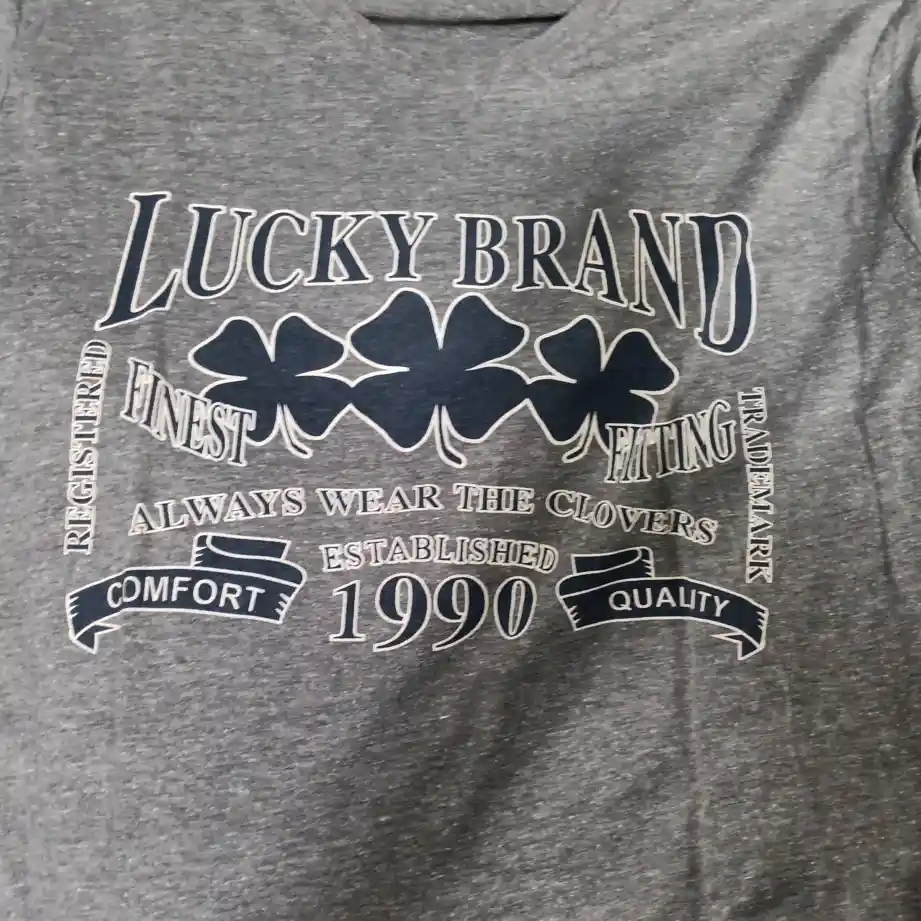 LUCKY BRAND
REGISTERED
FINEST
FITTING
TRADEMARK
ALWAYS WEAR THE CLOVERS
ESTABLISHED
COMFORT
1990
QUALITY